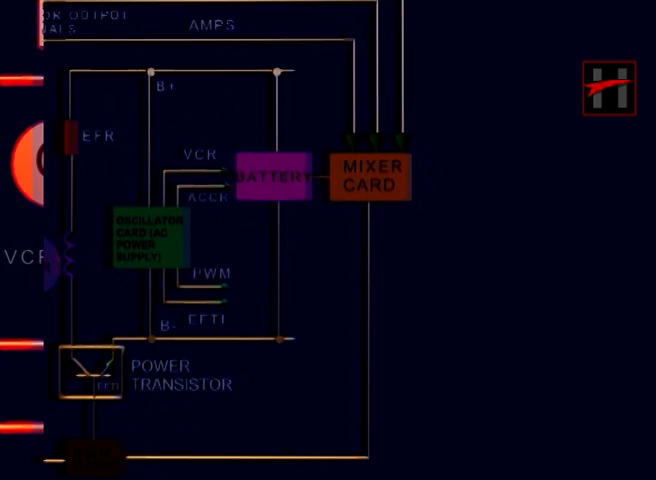 OR OUTPUT
NALS
AMPS
B+
EFR
VCR
BATTERY
MIXER
CARD
ACCR
OSCILLATOR
CARD (AC
POWER
SUPPLY)
VCR
PWM
EFTI
B-
POWER
TRANSISTOR
EFTI